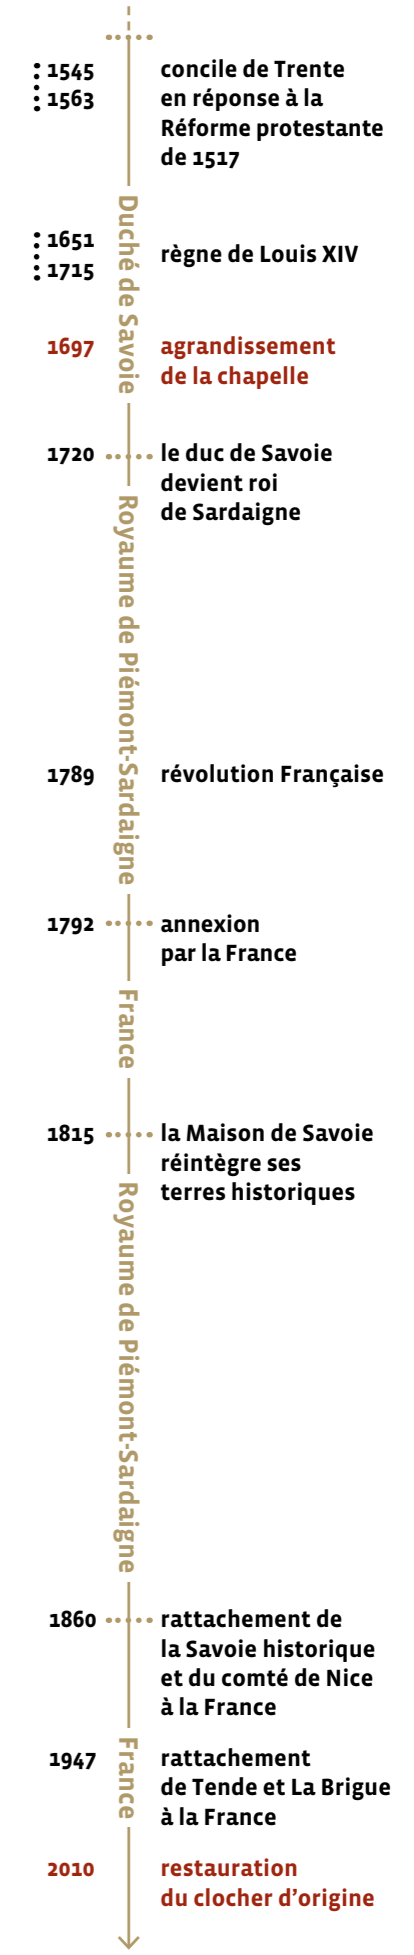 1545
1563
concile de Trente
en réponse à la
Réforme protestante
de 1517
Duché de Savoie
1651
1715
règne de Louis XIV
1697
agrandissement
de la chapelle
1720
le duc de Savoie
devient roi
de Sardaigne
Royaume de Piémont-Sardaigne
1789
révolution Française
1792
annexion
par la France
France
1815
la Maison de Savoie
réintègre ses
terres historiques
Royaume de Piémont-Sardaigne
1860
rattachement de
la Savoie historique
et du comté de Nice
à la France
France
1947
rattachement
de Tende et La Brigue
à la France
2010
restauration
du clocher d'origine